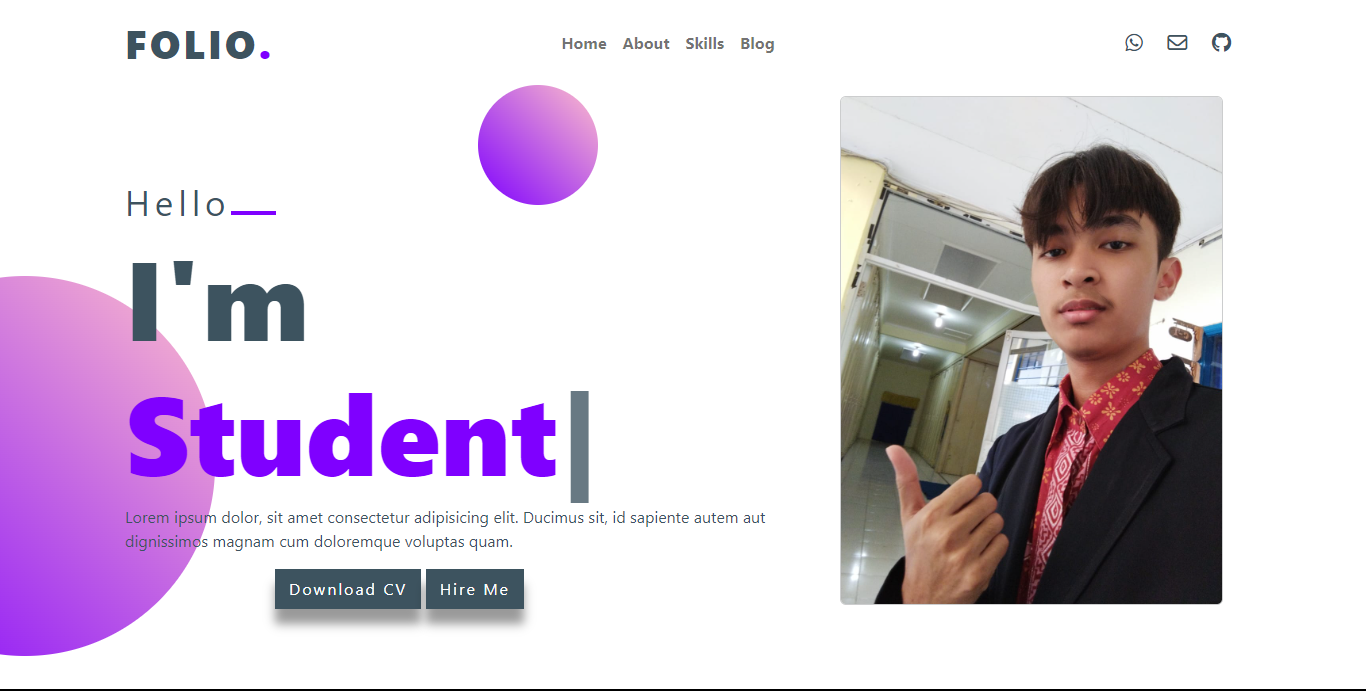 FOLIO.
Home About Skills Blog
Hello
I'm
Student|
Lorem ipsum dolor, sit amet consectetur adipisicing elit. Ducimus sit, id sapiente autem aut
dignissimos magnam cum doloremque voluptas quam.
Download CV Hire Me